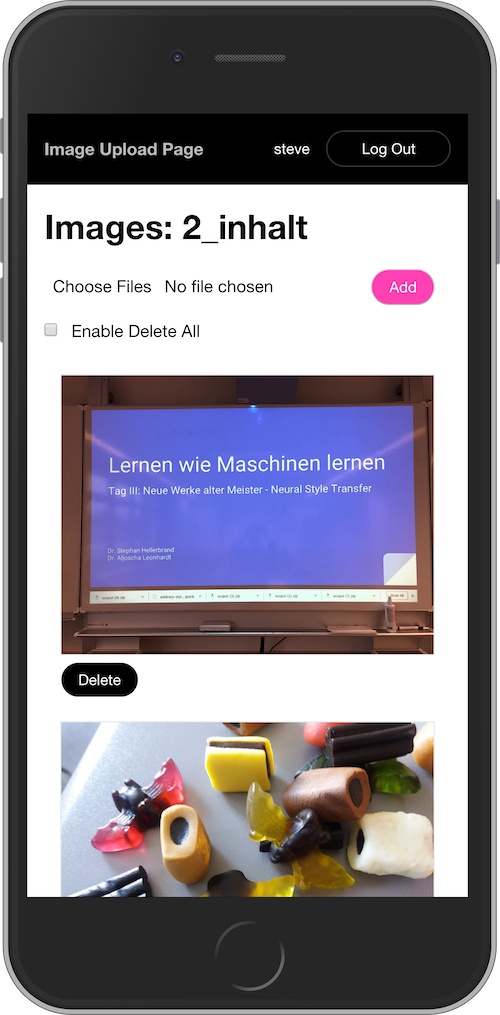 Image Upload Page
steve
Log Out
Images: 2_inhalt
Choose Files No file chosen
Add
Enable Delete All
Lernen wie Maschinen lernen
Tag III: Neue Werke alter Meister - Neural Style Transfer
Dr. Stephan Hellerbrand
Dr. Aljoscha Leonhardt
Delete